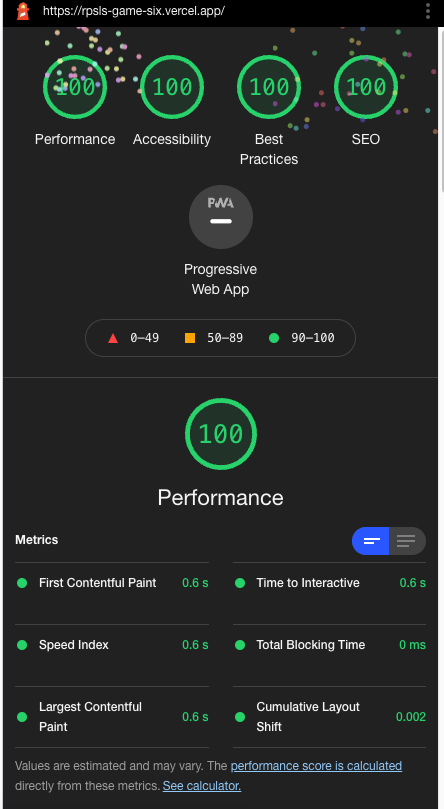 https://rpsls-game-six.vercel.app/
100 100 100 100
Performance Accessibility Best Practices SEO
PWA
Progressive
Web App
0–49 50–89 90–100
100
Performance
Metrics
First Contentful Paint 0.6 s
Time to Interactive 0.6 s
Speed Index 0.6 s
Total Blocking Time 0 ms
Largest Contentful
Paint 0.6 s
Cumulative Layout
Shift 0.002
Values are estimated and may vary. The performance score is calculated
directly from these metrics. See calculator.